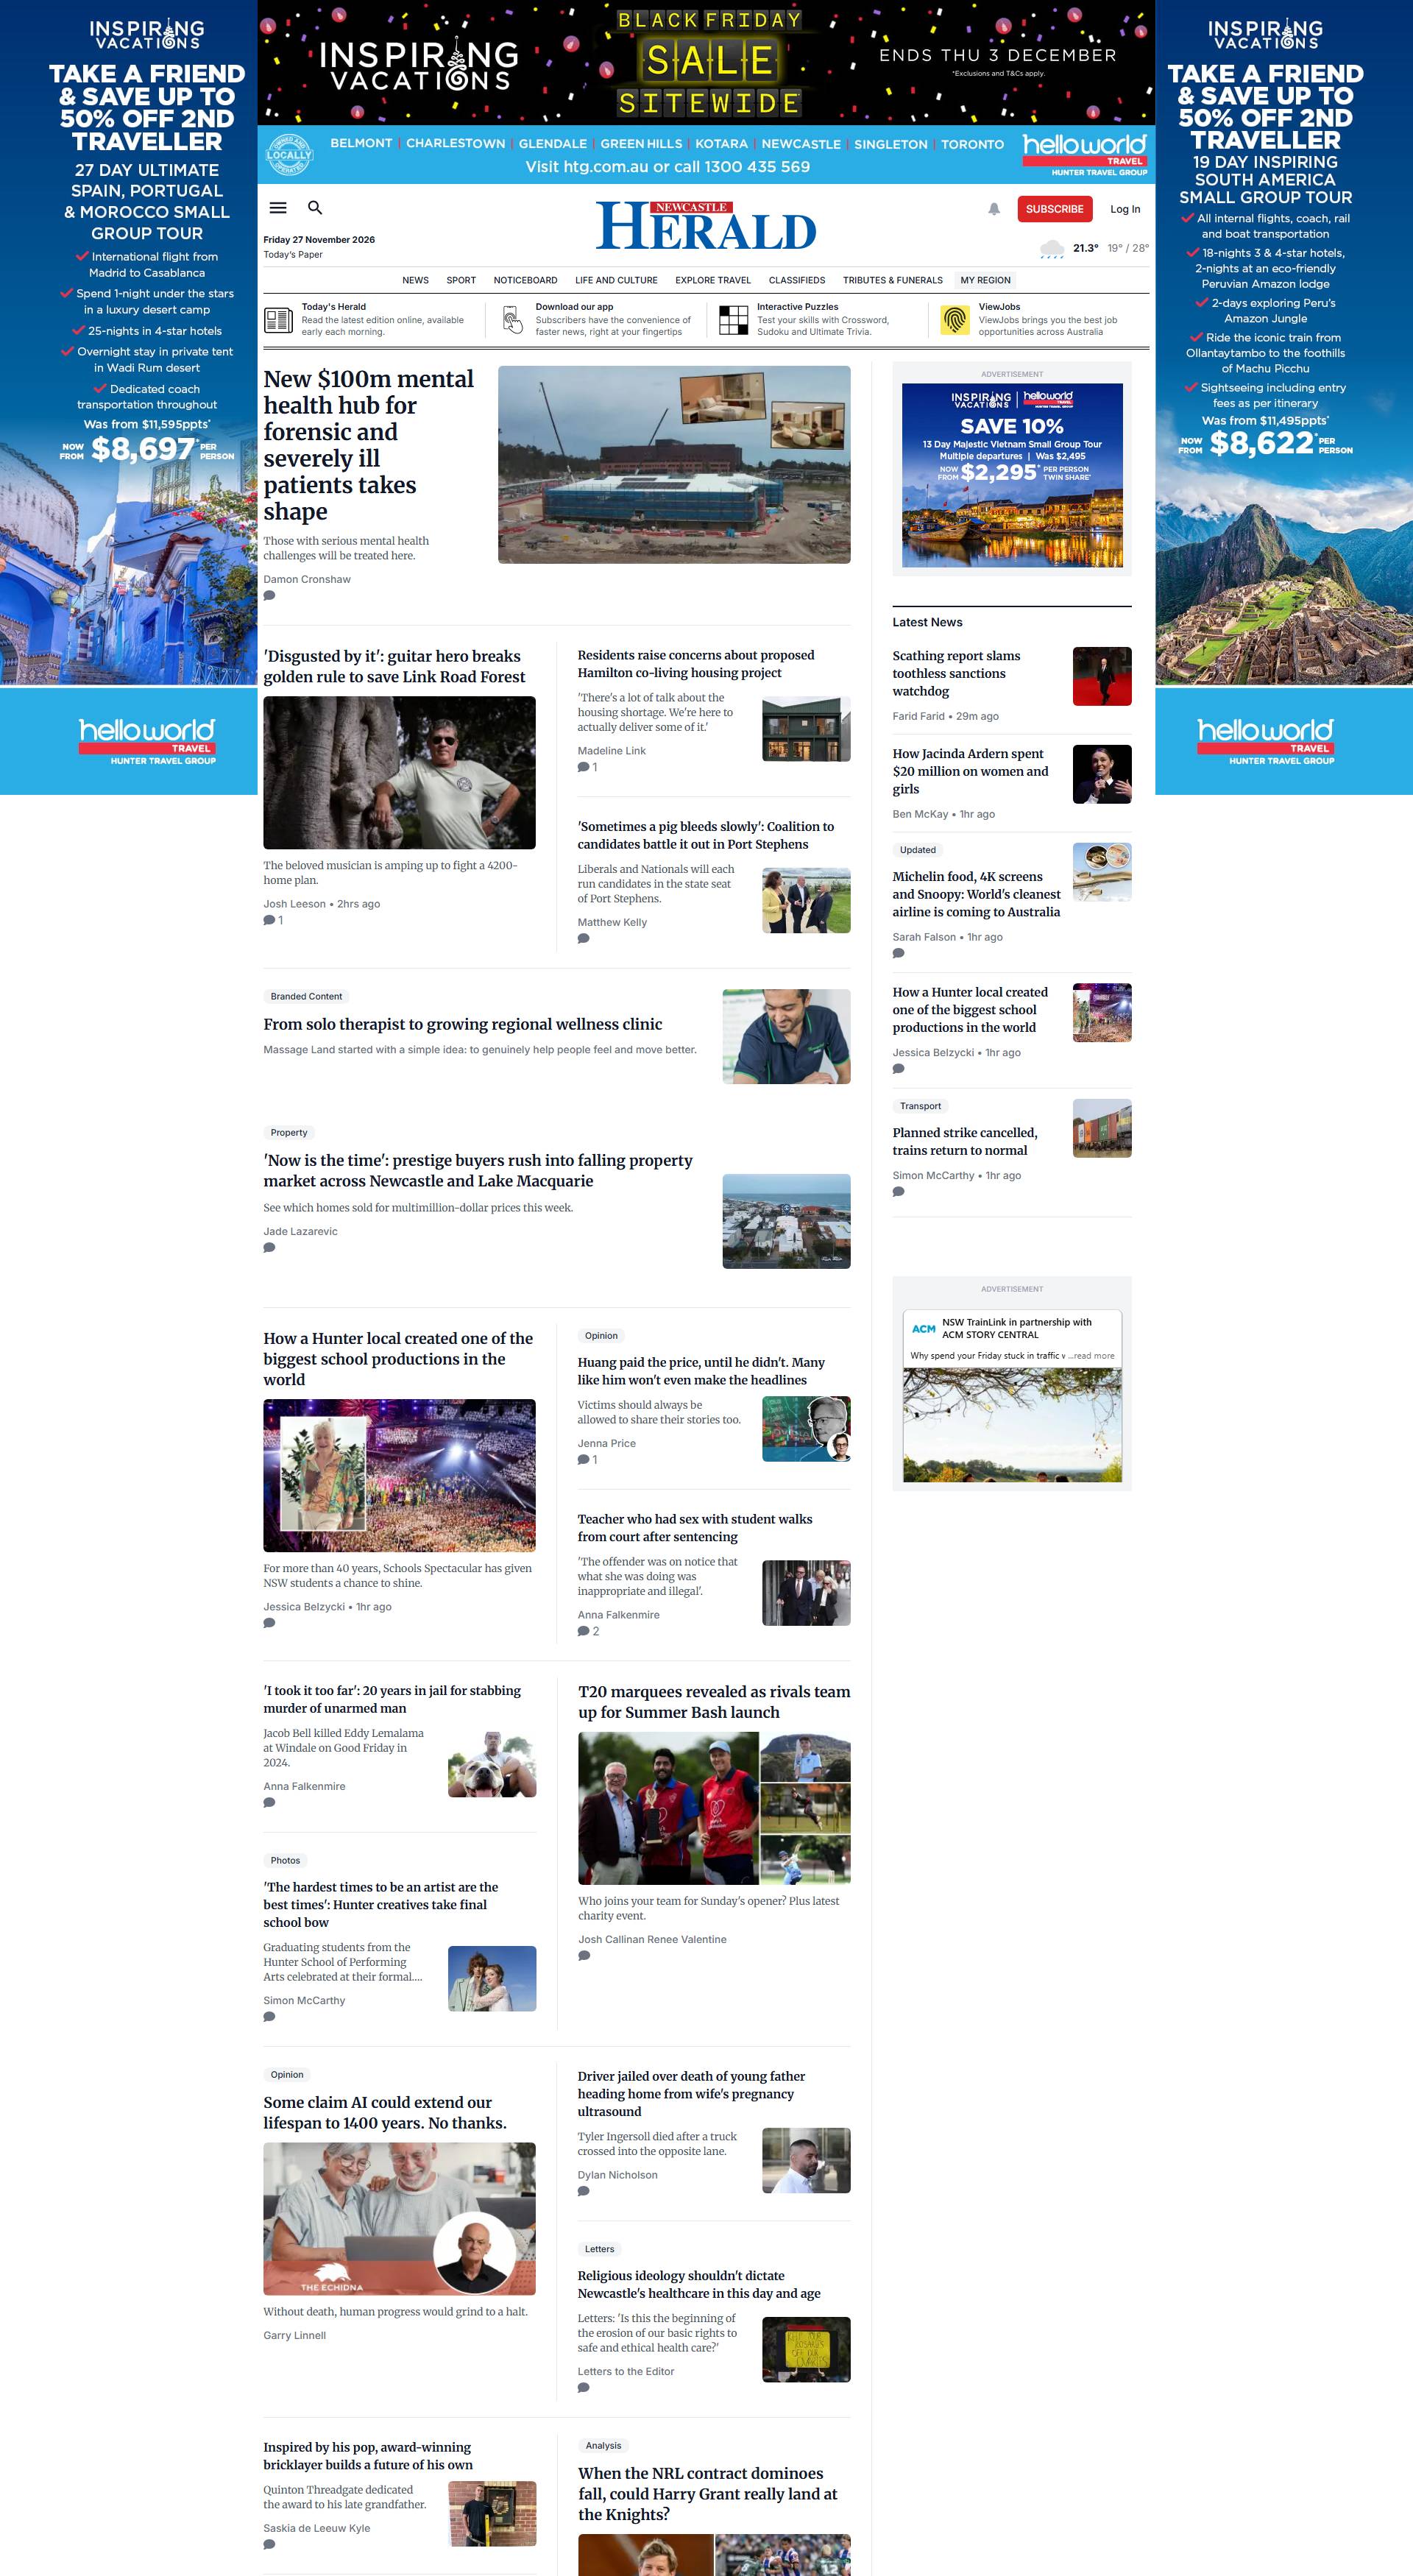 INSPIRING
VACATIONS
TAKE A FRIEND
& SAVE UP TO
50% OFF 2ND
TRAVELLER
27 DAY ULTIMATE
SPAIN, PORTUGAL
& MOROCCO SMALL
GROUP TOUR
International flight from
Madrid to Casablanca
Spend 1-night under the stars
in a luxury desert camp
25-nights in 4-star hotels
Overnight stay in private tent
in Wadi Rum desert
Dedicated coach
transportation throughout
Was from $11,595ppts*
NOW FROM $8,697* PER PERSON
helloworld
TRAVEL
HUNTER TRAVEL GROUP
INSPIRING
VACATIONS
BLACK FRIDAY
SALE
SITEWIDE
ENDS THU 3 DECEMBER
*Exclusions and T&Cs apply.
LOCALLY
BELMONT | CHARLESTOWN | GLENDALE | GREEN HILLS | KOTARA | NEWCASTLE | SINGLETON | TORONTO
Visit htg.com.au or call 1300 435 569
helloworld
TRAVEL
HUNTER TRAVEL GROUP
INSPIRING
VACATIONS
TAKE A FRIEND
& SAVE UP TO
50% OFF 2ND
TRAVELLER
19 DAY INSPIRING
SOUTH AMERICA
SMALL GROUP TOUR
All internal flights, coach, rail
and boat transportation
18-nights 3 & 4-star hotels,
2-nights at an eco-friendly
Peruvian Amazon lodge
2-days exploring Peru's
Amazon Jungle
Ride the iconic train from
Ollantaytambo to the foothills
of Machu Picchu
Sightseeing including entry
fees as per itinerary
Was from $11,495ppts*
NOW FROM $8,622* PER PERSON
helloworld
TRAVEL
HUNTER TRAVEL GROUP
NEWCASTLE
HERALD
SUBSCRIBE
Log In
Friday 27 November 2026
Today's Paper
21.3° 19° / 28°
NEWS SPORT NOTICEBOARD LIFE AND CULTURE EXPLORE TRAVEL CLASSIFIEDS TRIBUTES & FUNERALS MY REGION
Today's Herald
Read the latest edition online, available
early each morning.
Download our app
Subscribers have the convenience of
faster news, right at your fingertips
Interactive Puzzles
Test your skills with Crossword,
Sudoku and Ultimate Trivia.
ViewJobs
ViewJobs brings you the best job
opportunities across Australia
New $100m mental
health hub for
forensic and
severely ill
patients takes
shape
Those with serious mental health
challenges will be treated here.
Damon Cronshaw
'Disgusted by it': guitar hero breaks
golden rule to save Link Road Forest
The beloved musician is amping up to fight a 4200-
home plan.
Josh Leeson • 2hrs ago
1
Residents raise concerns about proposed
Hamilton co-living housing project
'There's a lot of talk about the
housing shortage. We're here to
actually deliver some of it.'
Madeline Link
1
'Sometimes a pig bleeds slowly': Coalition to
candidates battle it out in Port Stephens
Liberals and Nationals will each
run candidates in the state seat
of Port Stephens.
Matthew Kelly
Branded Content
From solo therapist to growing regional wellness clinic
Massage Land started with a simple idea: to genuinely help people feel and move better.
Property
'Now is the time': prestige buyers rush into falling property
market across Newcastle and Lake Macquarie
See which homes sold for multimillion-dollar prices this week.
Jade Lazarevic
How a Hunter local created one of the
biggest school productions in the
world
For more than 40 years, Schools Spectacular has given
NSW students a chance to shine.
Jessica Belzycki • 1hr ago
Opinion
Huang paid the price, until he didn't. Many
like him won't even make the headlines
Victims should always be
allowed to share their stories too.
Jenna Price
1
Teacher who had sex with student walks
from court after sentencing
'The offender was on notice that
what she was doing was
inappropriate and illegal'.
Anna Falkenmire
2
'I took it too far': 20 years in jail for stabbing
murder of unarmed man
Jacob Bell killed Eddy Lemalama
at Windale on Good Friday in
2024.
Anna Falkenmire
Photos
'The hardest times to be an artist are the
best times': Hunter creatives take final
school bow
Graduating students from the
Hunter School of Performing
Arts celebrated at their formal....
Simon McCarthy
T20 marquees revealed as rivals team
up for Summer Bash launch
Who joins your team for Sunday's opener? Plus latest
charity event.
Josh Callinan Renee Valentine
Opinion
Some claim AI could extend our
lifespan to 1400 years. No thanks.
THE ECHIDNA
Without death, human progress would grind to a halt.
Garry Linnell
Driver jailed over death of young father
heading home from wife's pregnancy
ultrasound
Tyler Ingersoll died after a truck
crossed into the opposite lane.
Dylan Nicholson
Letters
Religious ideology shouldn't dictate
Newcastle's healthcare in this day and age
Letters: 'Is this the beginning of
the erosion of our basic rights to
safe and ethical health care?'
Letters to the Editor
Inspired by his pop, award-winning
bricklayer builds a future of his own
Quinton Threadgate dedicated
the award to his late grandfather.
Saskia de Leeuw Kyle
Analysis
When the NRL contract dominoes
fall, could Harry Grant really land at
the Knights?
ADVERTISEMENT
INSPIRING VACATIONS | helloworld
SAVE 10%
13 Day Majestic Vietnam Small Group Tour
Multiple departures | Was $2,495
NOW FROM $2,295* PER PERSON TWIN SHARE*
Latest News
Scathing report slams
toothless sanctions
watchdog
Farid Farid • 29m ago
How Jacinda Ardern spent
$20 million on women and
girls
Ben McKay • 1hr ago
Updated
Michelin food, 4K screens
and Snoopy: World's cleanest
airline is coming to Australia
Sarah Falson • 1hr ago
How a Hunter local created
one of the biggest school
productions in the world
Jessica Belzycki • 1hr ago
Transport
Planned strike cancelled,
trains return to normal
Simon McCarthy • 1hr ago
ADVERTISEMENT
ACM
NSW TrainLink in partnership with
ACM STORY CENTRAL
Why spend your Friday stuck in traffic ...read more